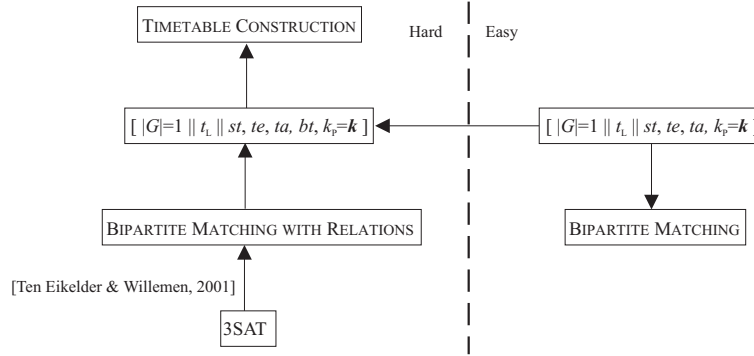 TIMETABLE CONSTRUCTION
Hard Easy
[ |G|=1 || t_L || st, te, ta, bt, k_P=k ]
[ |G|=1 || t_L || st, te, ta, k_P=k ]
BIPARTITE MATCHING WITH RELATIONS
BIPARTITE MATCHING
[Ten Eikelder & Willemen, 2001]
3SAT